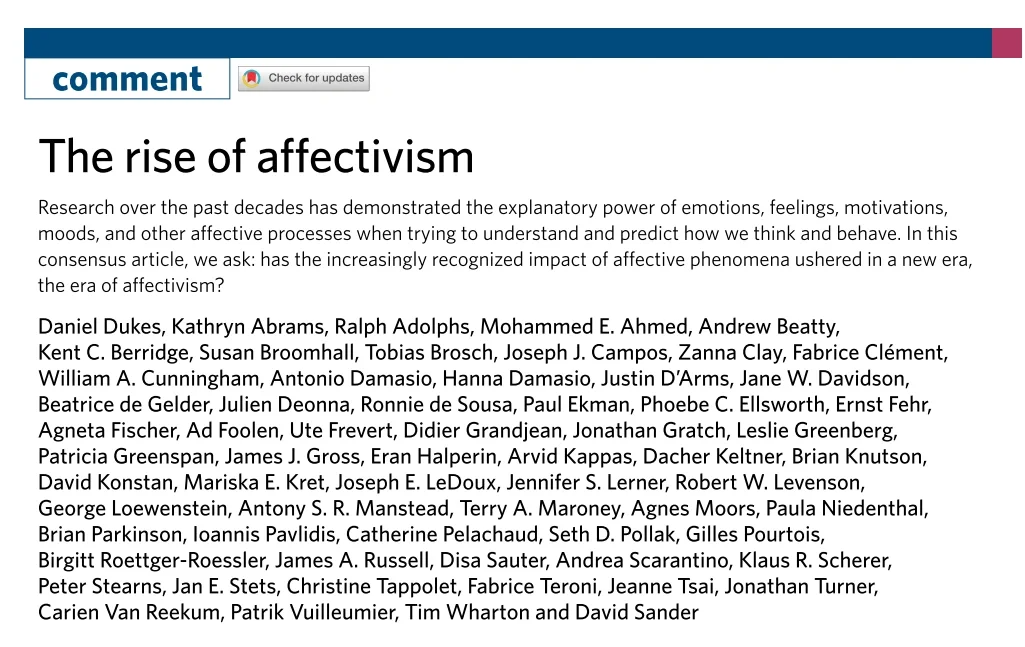 comment
Check for updates
The rise of affectivism
Research over the past decades has demonstrated the explanatory power of emotions, feelings, motivations,
moods, and other affective processes when trying to understand and predict how we think and behave. In this
consensus article, we ask: has the increasingly recognized impact of affective phenomena ushered in a new era,
the era of affectivism?
Daniel Dukes, Kathryn Abrams, Ralph Adolphs, Mohammed E. Ahmed, Andrew Beatty,
Kent C. Berridge, Susan Broomhall, Tobias Brosch, Joseph J. Campos, Zanna Clay, Fabrice Clément,
William A. Cunningham, Antonio Damasio, Hanna Damasio, Justin D’Arms, Jane W. Davidson,
Beatrice de Gelder, Julien Deonna, Ronnie de Sousa, Paul Ekman, Phoebe C. Ellsworth, Ernst Fehr,
Agneta Fischer, Ad Foolen, Ute Frevert, Didier Grandjean, Jonathan Gratch, Leslie Greenberg,
Patricia Greenspan, James J. Gross, Eran Halperin, Arvid Kappas, Dacher Keltner, Brian Knutson,
David Konstan, Mariska E. Kret, Joseph E. LeDoux, Jennifer S. Lerner, Robert W. Levenson,
George Loewenstein, Antony S. R. Manstead, Terry A. Maroney, Agnes Moors, Paula Niedenthal,
Brian Parkinson, Ioannis Pavlidis, Catherine Pelachaud, Seth D. Pollak, Gilles Pourtois,
Birgitt Roettger-Roessler, James A. Russell, Disa Sauter, Andrea Scarantino, Klaus R. Scherer,
Peter Stearns, Jan E. Stets, Christine Tappolet, Fabrice Teroni, Jeanne Tsai, Jonathan Turner,
Carien Van Reekum, Patrik Vuilleumier, Tim Wharton and David Sander